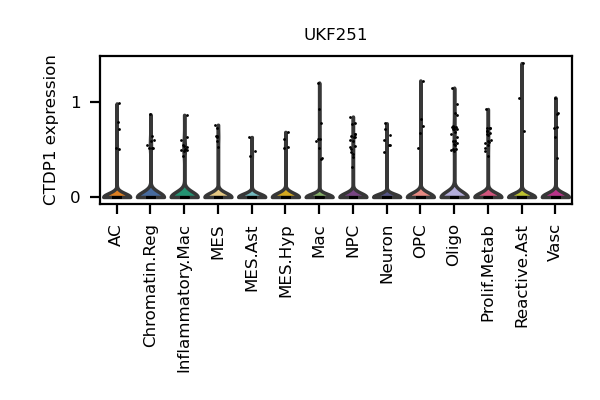 UKF251
CTDP1 expression
1
0
AC
Chromatin.Reg
Inflammatory.Mac
MES
MES.Ast
MES.Hyp
Mac
NPC
Neuron
OPC
Oligo
Prolif.Metab
Reactive.Ast
Vasc